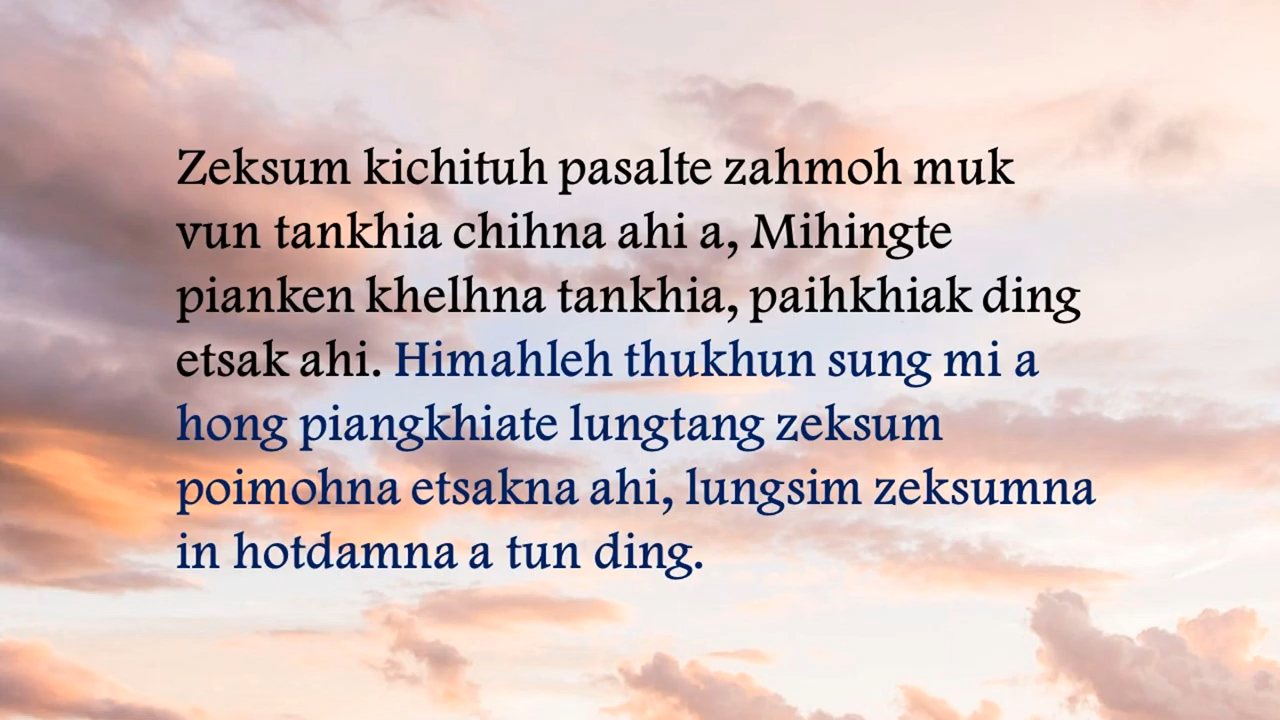 Zeksum kichituh pasalte zahmoh muk
vun tankhia chihna ahi a, Mihingte
pianken khelhna tankhia, paihkhiak ding
etsak ahi. Himahleh thukhun sung mi a
hong piangkhiate lungtang zeksum
poimohna etsakna ahi, lungsim zeksumna
in hotdamna a tun ding.